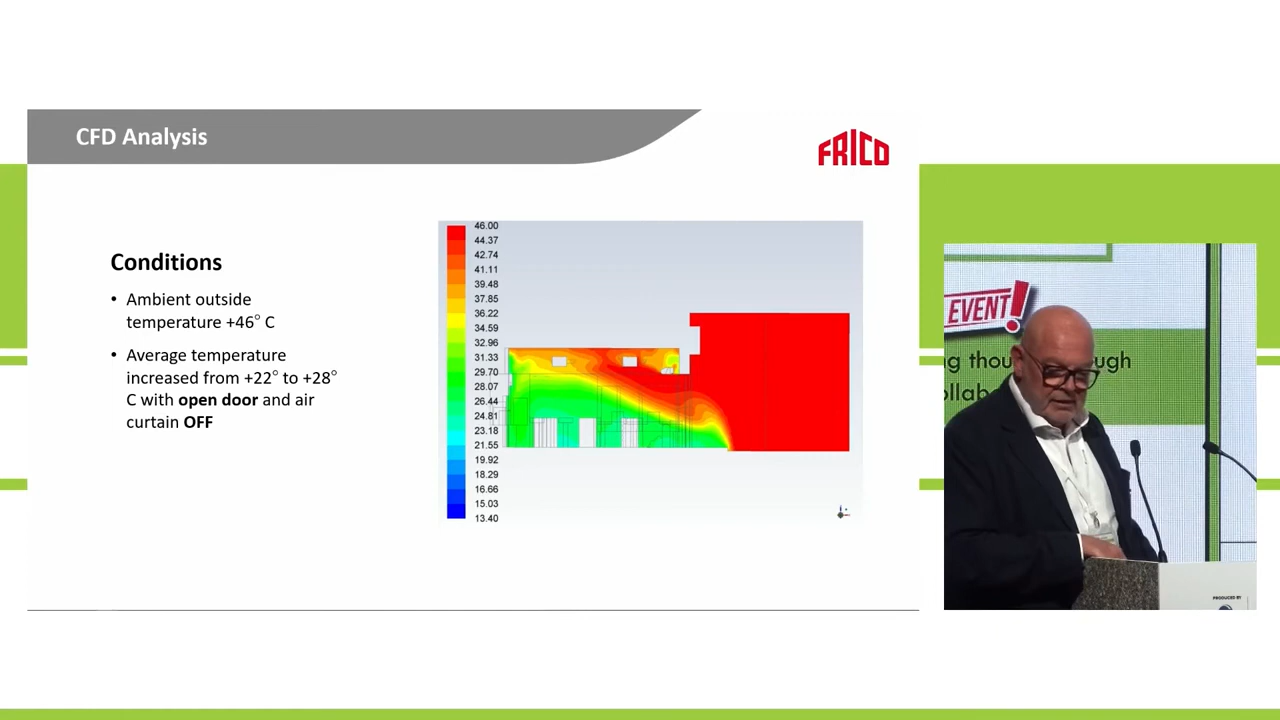 CFD Analysis
FRICO
Conditions
• Ambient outside
temperature +46° C
• Average temperature
increased from +22° to +28°
C with open door and air
curtain OFF
46.00
44.37
42.74
41.11
39.48
37.85
36.22
34.59
32.96
31.33
29.70
28.07
26.44
24.81
23.18
21.55
19.92
18.29
16.66
15.03
13.40
EVENT!
PRODUCED BY